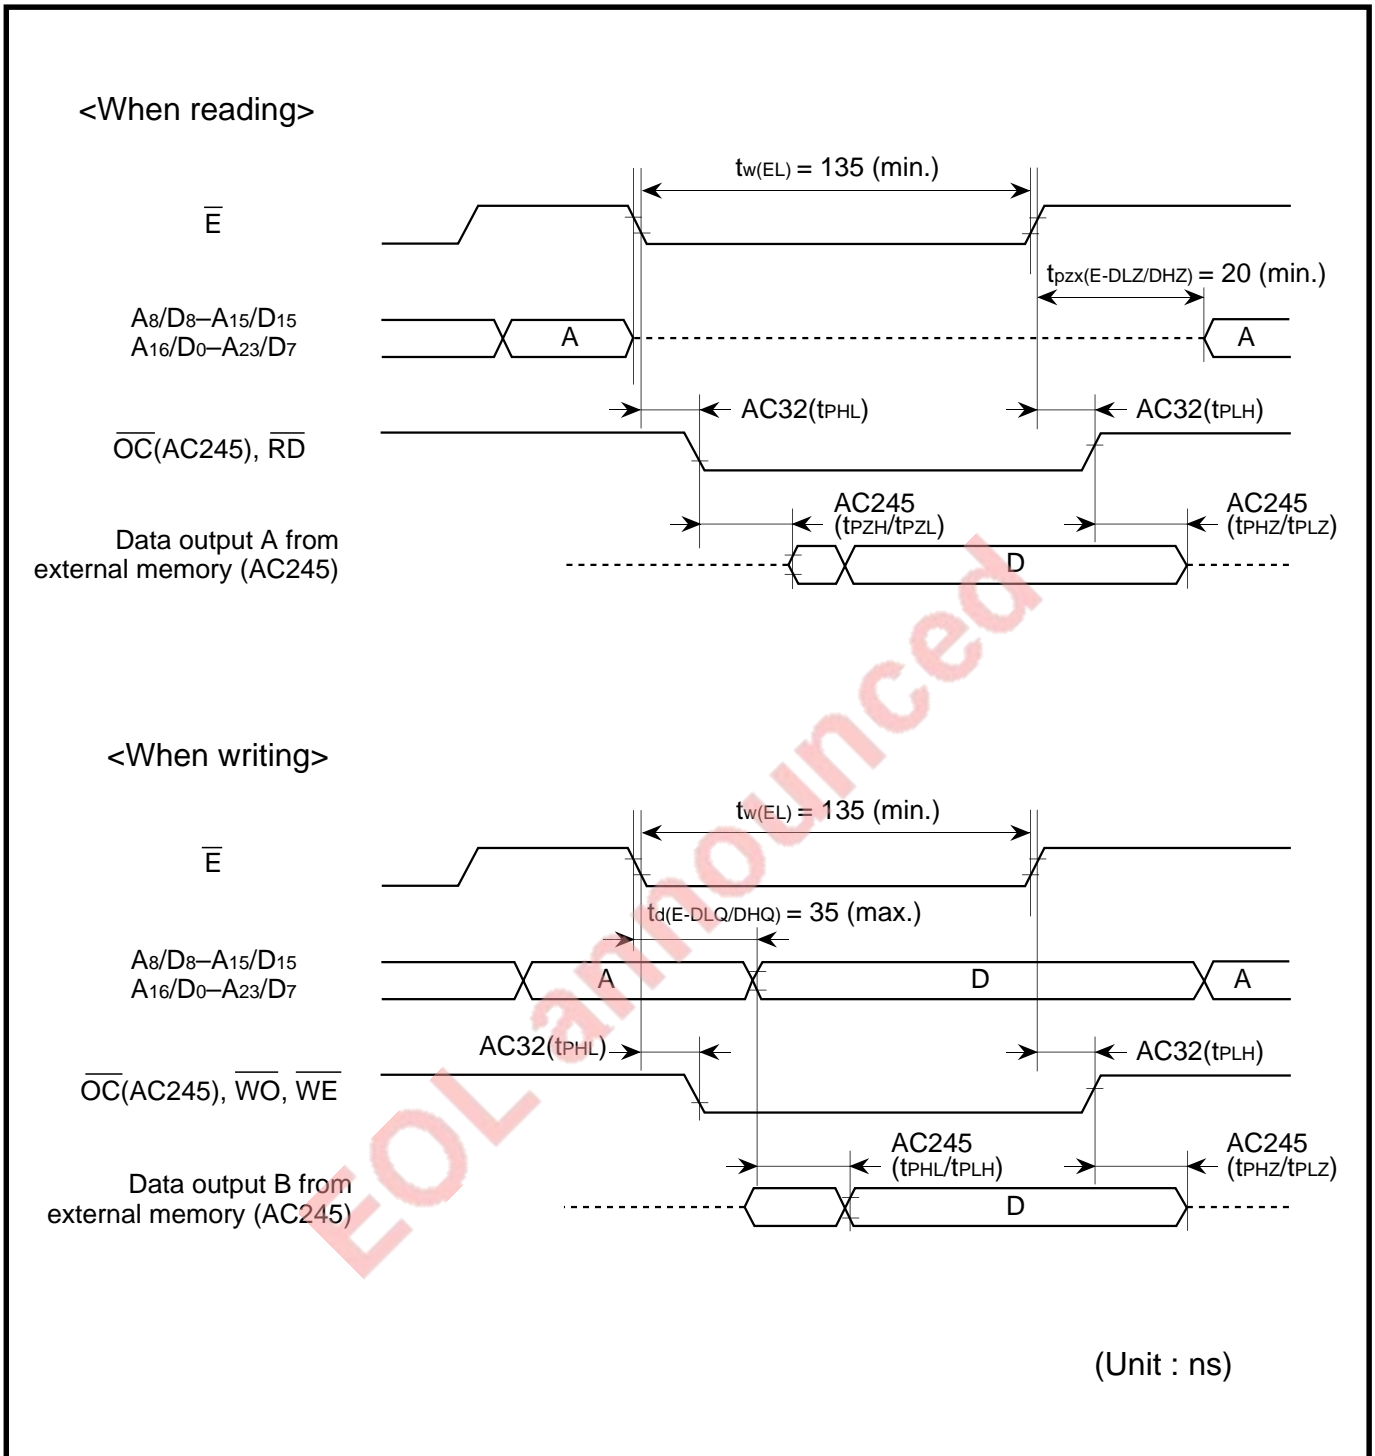 <When reading>
tw(EL) = 135 (min.)
E
tpzx(E-DLZ/DHZ) = 20 (min.)
A8/D8–A15/D15
A16/D0–A23/D7
A
A
AC32(tPHL)
AC32(tPLH)
OC(AC245), RD
AC245
(tPZH/tPZL)
AC245
(tPHZ/tPLZ)
Data output A from
external memory (AC245)
D
<When writing>
tw(EL) = 135 (min.)
E
td(E-DLQ/DHQ) = 35 (max.)
A8/D8–A15/D15
A16/D0–A23/D7
A
D
A
AC32(tPHL)
AC32(tPLH)
OC(AC245), WO, WE
AC245
(tPHL/tPLH)
AC245
(tPHZ/tPLZ)
Data output B from
external memory (AC245)
D
(Unit : ns)
EOL announced